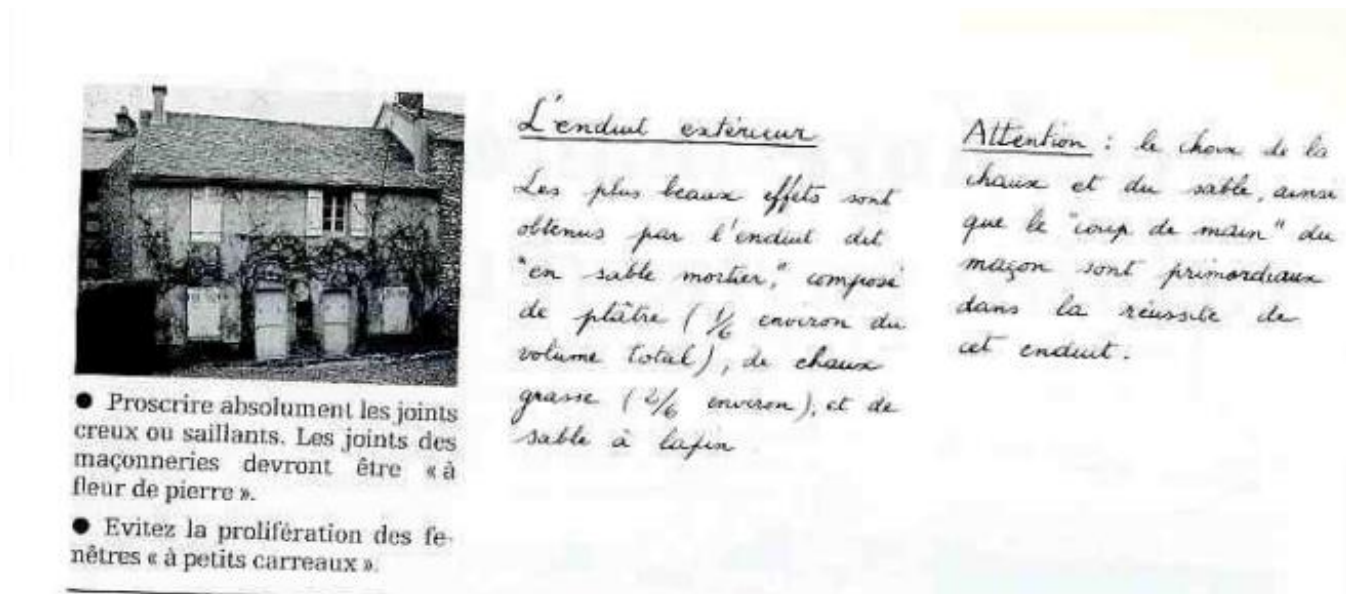 ● Proscrire absolument les joints
creux ou saillants. Les joints des
maçonneries devront être « à
fleur de pierre ».
● Evitez la prolifération des fe-
nêtres « à petits carreaux ».
L'enduit extérieur
Les plus beaux effets sont
obtenus par l'enduit dit
"en sable mortier", composé
de plâtre (1/6 environ du
volume total), de chaux
grasse (2/6 environ), et de
sable à lapin
Attention : le choix de la
chaux et du sable, ainsi
que le "coup de main" du
maçon sont primordiaux
dans la réussite de
cet enduit.